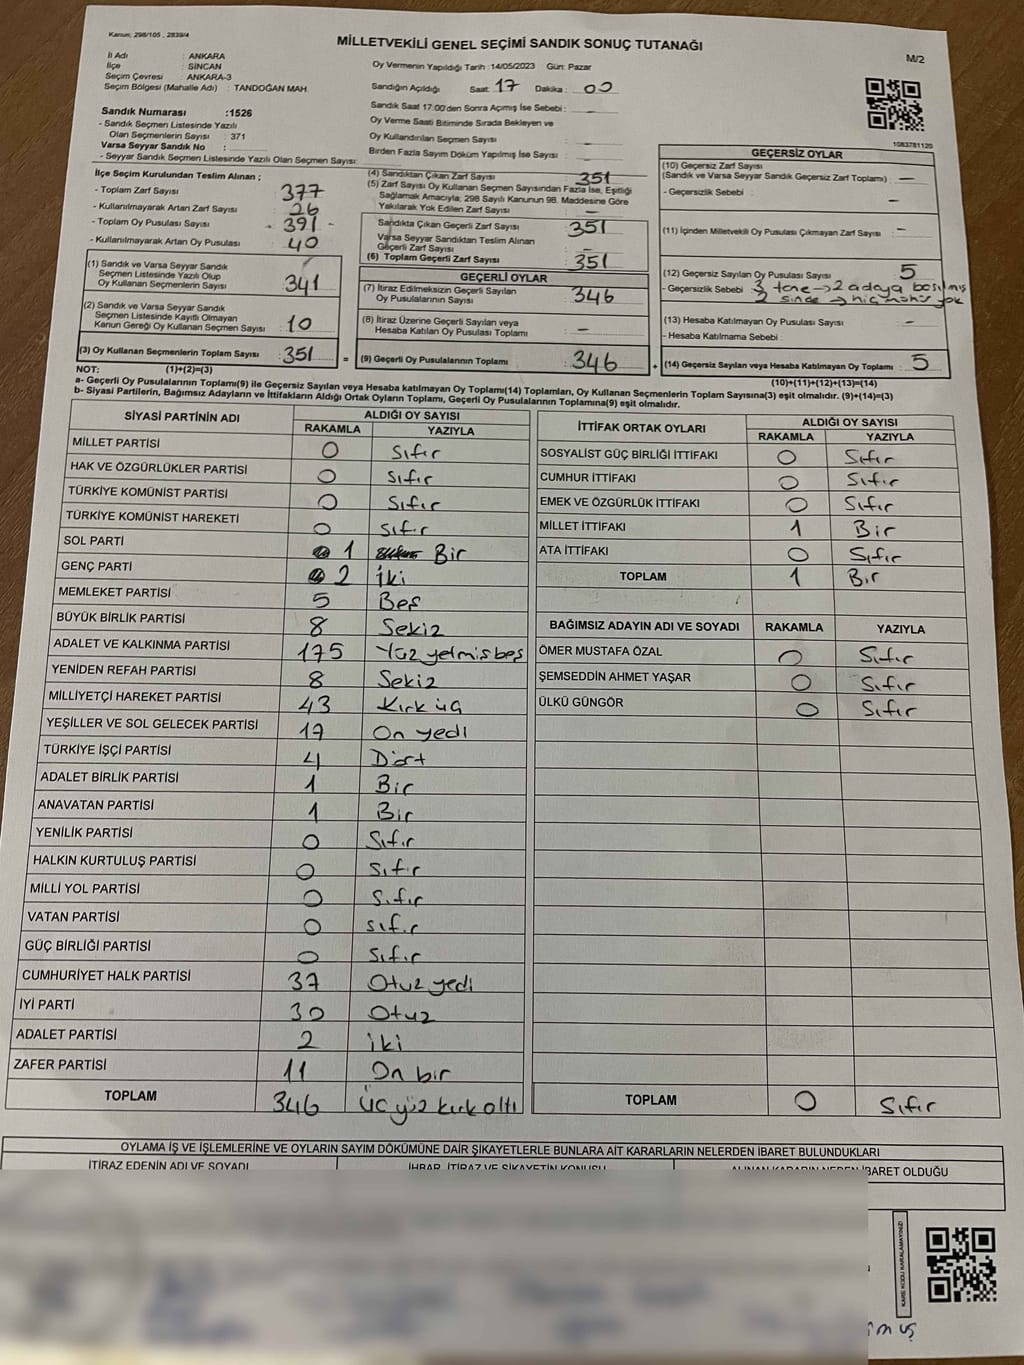 Kanun; 298/105 , 2839/4
MİLLETVEKİLİ GENEL SEÇİMİ SANDIK SONUÇ TUTANAĞI
M/2
İl Adı : ANKARA
İlçe : SİNCAN
Seçim Çevresi : ANKARA-3
Seçim Bölgesi (Mahalle Adı) : TANDOĞAN MAH.
Oy Vermenin Yapıldığı Tarih :14/05/2023 Gün: Pazar
Sandığın Açıldığı Saat: 17 Dakika : 00
Sandık Numarası :1526
- Sandık Seçmen Listesinde Yazılı
Olan Seçmenlerin Sayısı : 371
Varsa Seyyar Sandık No :
- Seyyar Sandık Seçmen Listesinde Yazılı Olan Seçmen Sayısı:
Sandık Saat 17:00'den Sonra Açımış İse Sebebi : —
Oy Verme Saati Bitiminde Sırada Bekleyen ve
Oy Kullandırılan Seçmen Sayısı : —
Birden Fazla Sayım Döküm Yapılmış İse Sayısı : —
1083781120
İlçe Seçim Kurulundan Teslim Alınan ;
- Toplam Zarf Sayısı : 377
- Kullanılmayarak Artan Zarf Sayısı : 26
- Toplam Oy Pusulası Sayısı : 391 -
- Kullanılmayarak Artan Oy Pusulası : 40
(1) Sandık ve Varsa Seyyar Sandık
Seçmen Listesinde Yazılı Olup
Oy Kullanan Seçmenlerin Sayısı : 341
(2) Sandık ve Varsa Seyyar Sandık
Seçmen Listesinde Kayıtlı Olmayan
Kanun Gereği Oy Kullanan Seçmen Sayısı : 10
(3) Oy Kullanan Seçmenlerin Toplam Sayısı : 351 =
(4) Sandıktan Çıkan Zarf Sayısı : 351
(5) Zarf Sayısı Oy Kullanan Seçmen Sayısından Fazla İse, Eşitliği
Sağlamak Amacıyla, 298 Sayılı Kanunun 98. Maddesine Göre
Yakılarak Yok Edilen Zarf Sayısı : —
Sandıkta Çıkan Geçerli Zarf Sayısı : 351
Varsa Seyyar Sandıktan Teslim Alınan
Geçerli Zarf Sayısı : —
(6) Toplam Geçerli Zarf Sayısı : 351
GEÇERLİ OYLAR
(7) İtiraz Edilmeksizin Geçerli Sayılan
Oy Pusulalarının Sayısı : 346
(8) İtiraz Üzerine Geçerli Sayılan veya
Hesaba Katılan Oy Pusulası Toplamı : —
(9) Geçerli Oy Pusulalarının Toplamı : 346 +
GEÇERSİZ OYLAR
(10) Geçersiz Zarf Sayısı
(Sandık ve Varsa Seyyar Sandık Geçersiz Zarf Toplamı) : —
- Geçersizlik Sebebi : —
(11) İçinden Milletvekili Oy Pusulası Çıkmayan Zarf Sayısı : —
(12) Geçersiz Sayılan Oy Pusulası Sayısı : 5
- Geçersizlik Sebebi : 3 tane → 2 adaya basılmış
2 sinde → hiç mühür yok
(13) Hesaba Katılmayan Oy Pusulası Sayısı : —
- Hesaba Katılmama Sebebi :
(14) Geçersiz Sayılan veya Hesaba Katılmayan Oy Toplamı : 5
NOT: (1)+(2)=(3)
(10)+(11)+(12)+(13)=(14)
a- Geçerli Oy Pusulalarının Toplamı(9) ile Geçersiz Sayılan veya Hesaba katılmayan Oy Toplamı(14) Toplamları, Oy Kullanan Seçmenlerin Toplam Sayısına(3) eşit olmalıdır. (9)+(14)=(3)
b- Siyasi Partilerin, Bağımsız Adayların ve İttifakların Aldığı Ortak Oyların Toplamı, Geçerli Oy Pusulalarının Toplamına(9) eşit olmalıdır.
SİYASİ PARTİNİN ADI ALDIĞI OY SAYISI
RAKAMLA YAZIYLA
MİLLET PARTİSİ 0 Sıfır
HAK VE ÖZGÜRLÜKLER PARTİSİ 0 Sıfır
TÜRKİYE KOMÜNİST PARTİSİ 0 Sıfır
TÜRKİYE KOMÜNİST HAREKETİ 0 Sıfır
SOL PARTİ 1 Bir
GENÇ PARTİ 2 İki
MEMLEKET PARTİSİ 5 Beş
BÜYÜK BİRLİK PARTİSİ 8 Sekiz
ADALET VE KALKINMA PARTİSİ 175 Yüz yetmişbeş
YENİDEN REFAH PARTİSİ 8 Sekiz
MİLLİYETÇİ HAREKET PARTİSİ 43 Kırk üç
YEŞİLLER VE SOL GELECEK PARTİSİ 17 On yedi
TÜRKİYE İŞÇİ PARTİSİ 4 Dört
ADALET BİRLİK PARTİSİ 1 Bir
ANAVATAN PARTİSİ 1 Bir
YENİLİK PARTİSİ 0 Sıfır
HALKIN KURTULUŞ PARTİSİ 0 Sıfır
MİLLİ YOL PARTİSİ 0 Sıfır
VATAN PARTİSİ 0 sıfır
GÜÇ BİRLİĞİ PARTİSİ 0 Sıfır
CUMHURİYET HALK PARTİSİ 37 Otuz yedi
İYİ PARTİ 30 Otuz
ADALET PARTİSİ 2 iki
ZAFER PARTİSİ 11 On bir
TOPLAM 346 Üç yüz kırk altı
İTTİFAK ORTAK OYLARI ALDIĞI OY SAYISI
RAKAMLA YAZIYLA
SOSYALİST GÜÇ BİRLİĞİ İTTİFAKI 0 Sıfır
CUMHUR İTTİFAKI 0 Sıfır
EMEK VE ÖZGÜRLÜK İTTİFAKI 0 Sıfır
MİLLET İTTİFAKI 1 Bir
ATA İTTİFAKI 0 Sıfır
TOPLAM 1 Bir
BAĞIMSIZ ADAYIN ADI VE SOYADI RAKAMLA YAZIYLA
ÖMER MUSTAFA ÖZAL 0 Sıfır
ŞEMSEDDİN AHMET YAŞAR 0 Sıfır
ÜLKÜ GÜNGÖR 0 Sıfır
TOPLAM 0 Sıfır
OYLAMA İŞ VE İŞLEMLERİNE VE OYLARIN SAYIM DÖKÜMÜNE DAİR ŞİKAYETLERLE BUNLARA AİT KARARLARIN NELERDEN İBARET BULUNDUKLARI
İTİRAZ EDENİN ADI VE SOYADI İHBAR, İTİRAZ VE ŞİKAYETİN KONUSU ALINAN KARARIN NEDEN İBARET OLDUĞU
KARE KODU KARALAMAYINIZ!